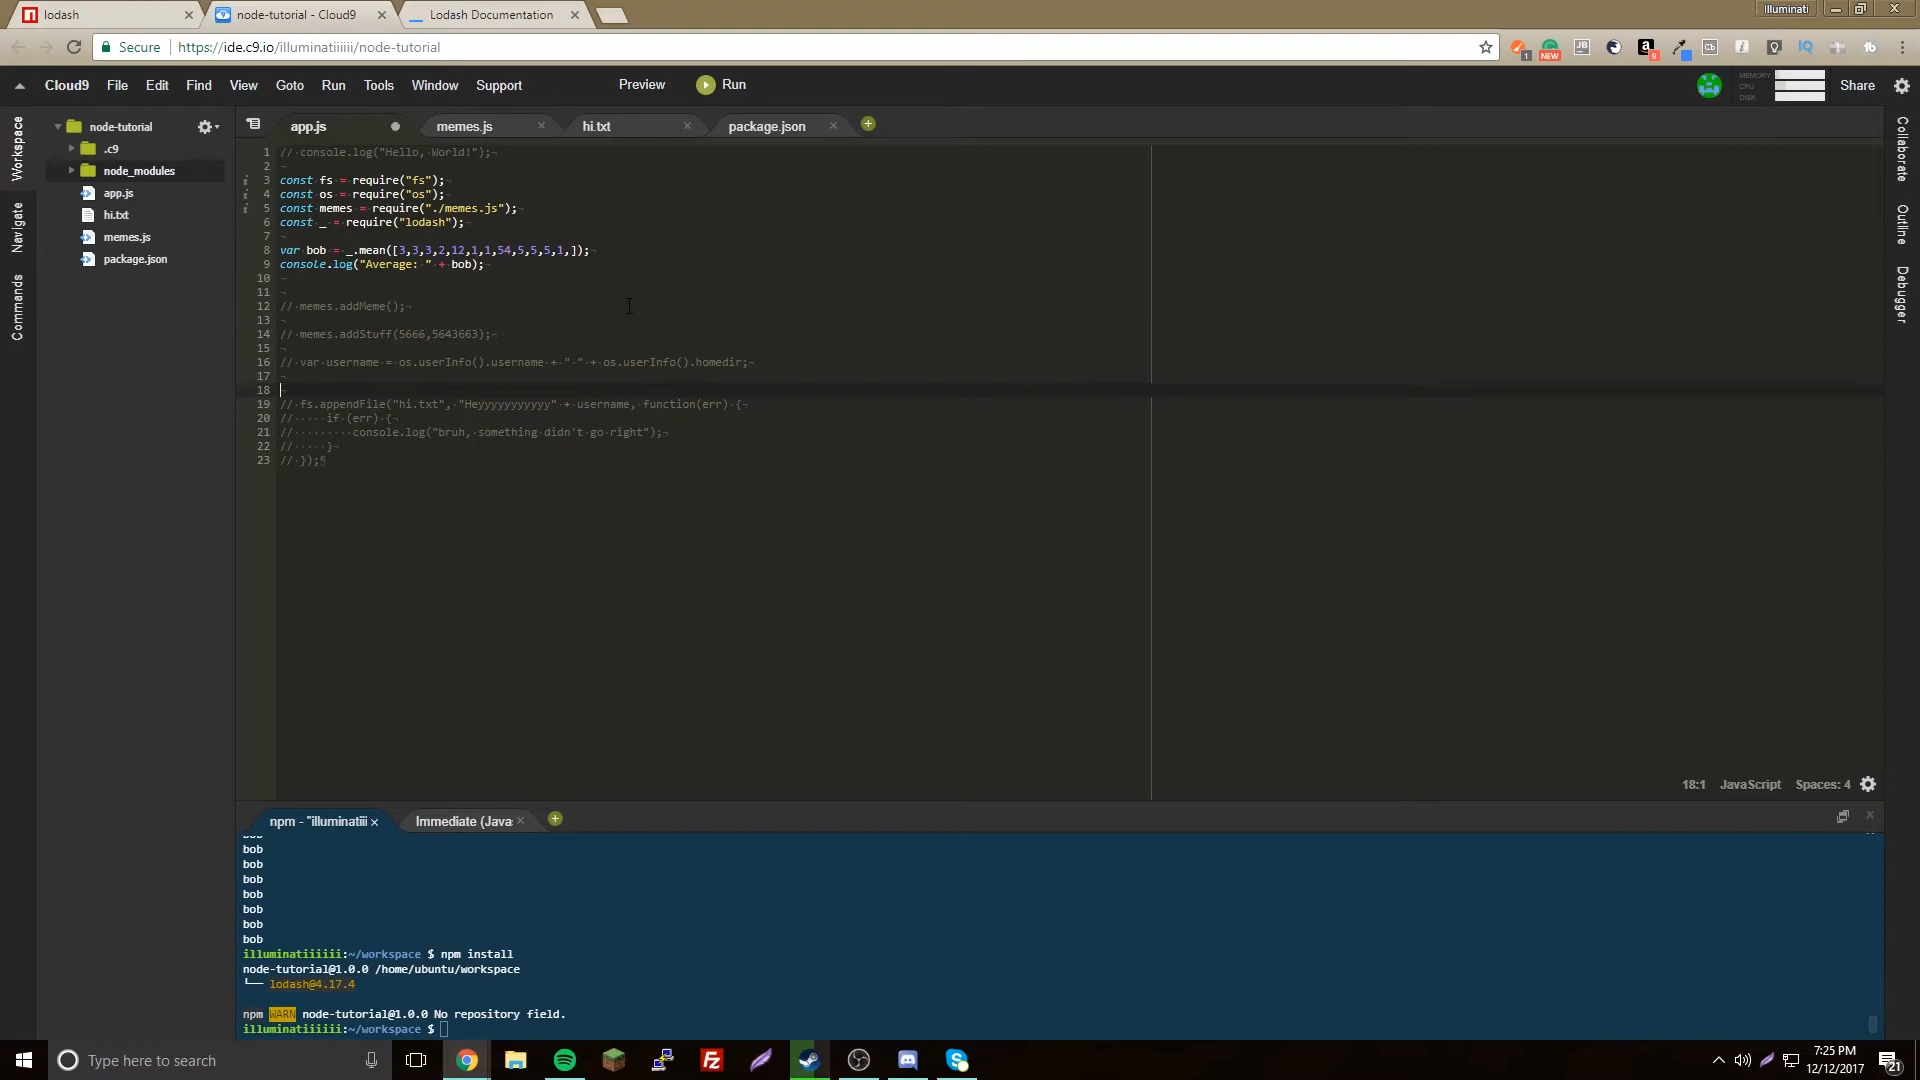 lodash
node-tutorial - Cloud9
Lodash Documentation
Illuminati
Secure
https://ide.c9.io/illuminatiiiiii/node-tutorial
Cloud9 File Edit Find View Goto Run Tools Window Support Preview Run
MEMORY
CPU
DISK
Share
Workspace
Navigate
Commands
node-tutorial
.c9
node_modules
app.js
hi.txt
memes.js
package.json
app.js memes.js hi.txt package.json
1 // console.log("Hello, World!");
2
3 const fs = require("fs");
4 const os = require("os");
5 const memes = require("./memes.js");
6 const _ = require("lodash");
7
8 var bob = _.mean([3,3,3,2,12,1,1,54,5,5,5,1,]);
9 console.log("Average: " + bob);
10
11
12 // memes.addMeme();
13
14 // memes.addStuff(5666,5643663);
15
16 // var username = os.userInfo().username + " " + os.userInfo().homedir;
17
18
19 // fs.appendFile("hi.txt", "Heyyyyyyyyyyy" + username, function(err) {
20 //     if (err) {
21 //         console.log("bruh, something didn't go right");
22 //     }
23 // });
18:1 JavaScript Spaces: 4
Collaborate
Outline
Debugger
npm - "illuminatiii
Immediate (Java
bob
bob
bob
bob
bob
bob
bob
bob
illuminatiiiiii:~/workspace $ npm install
node-tutorial@1.0.0 /home/ubuntu/workspace
└── lodash@4.17.4
npm WARN node-tutorial@1.0.0 No repository field.
illuminatiiiiii:~/workspace $
Type here to search
7:25 PM
12/12/2017
21